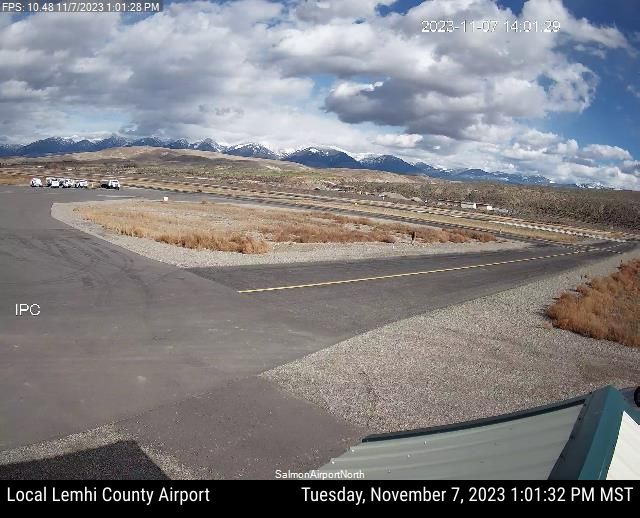 FPS: 10.48 11/7/2023 1:01:28 PM
2023-11-07 14:01:29
IPC
SalmonAirportNorth
Local Lemhi County Airport Tuesday, November 7, 2023 1:01:32 PM MST